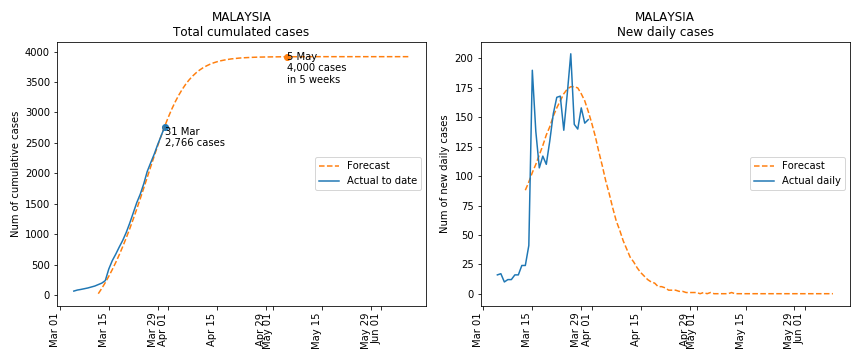 MALAYSIA
Total cumulated cases
Num of cumulative cases
4000
3500
3000
2500
2000
1500
1000
500
0
5 May
4,000 cases
in 5 weeks
31 Mar
2,766 cases
Forecast
Actual to date
Mar 01
Mar 15
Mar 29
Apr 01
Apr 15
Apr 29
May 01
May 15
May 29
Jun 01
MALAYSIA
New daily cases
Num of new daily cases
200
175
150
125
100
75
50
25
0
Forecast
Actual daily
Mar 01
Mar 15
Mar 29
Apr 01
Apr 15
Apr 29
May 01
May 15
May 29
Jun 01